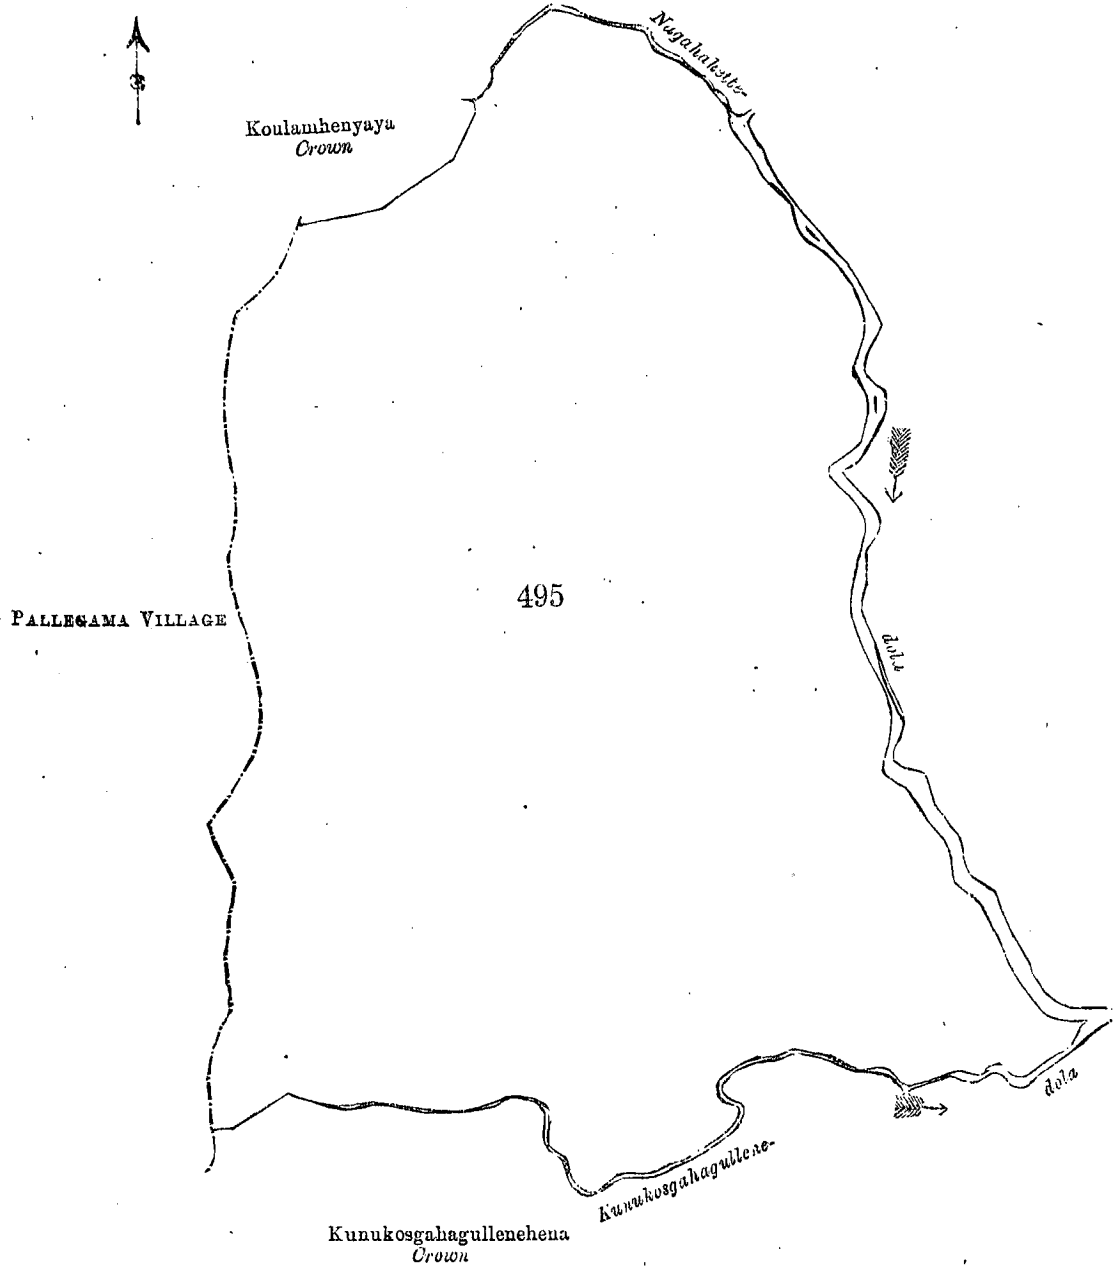 Nugahakotte-
Koulamhenyaya
Crown
495
PALLEGAMA VILLAGE
dola
dola
Kunukosgahagullene-
Kunukosgahagullenehena
Crown